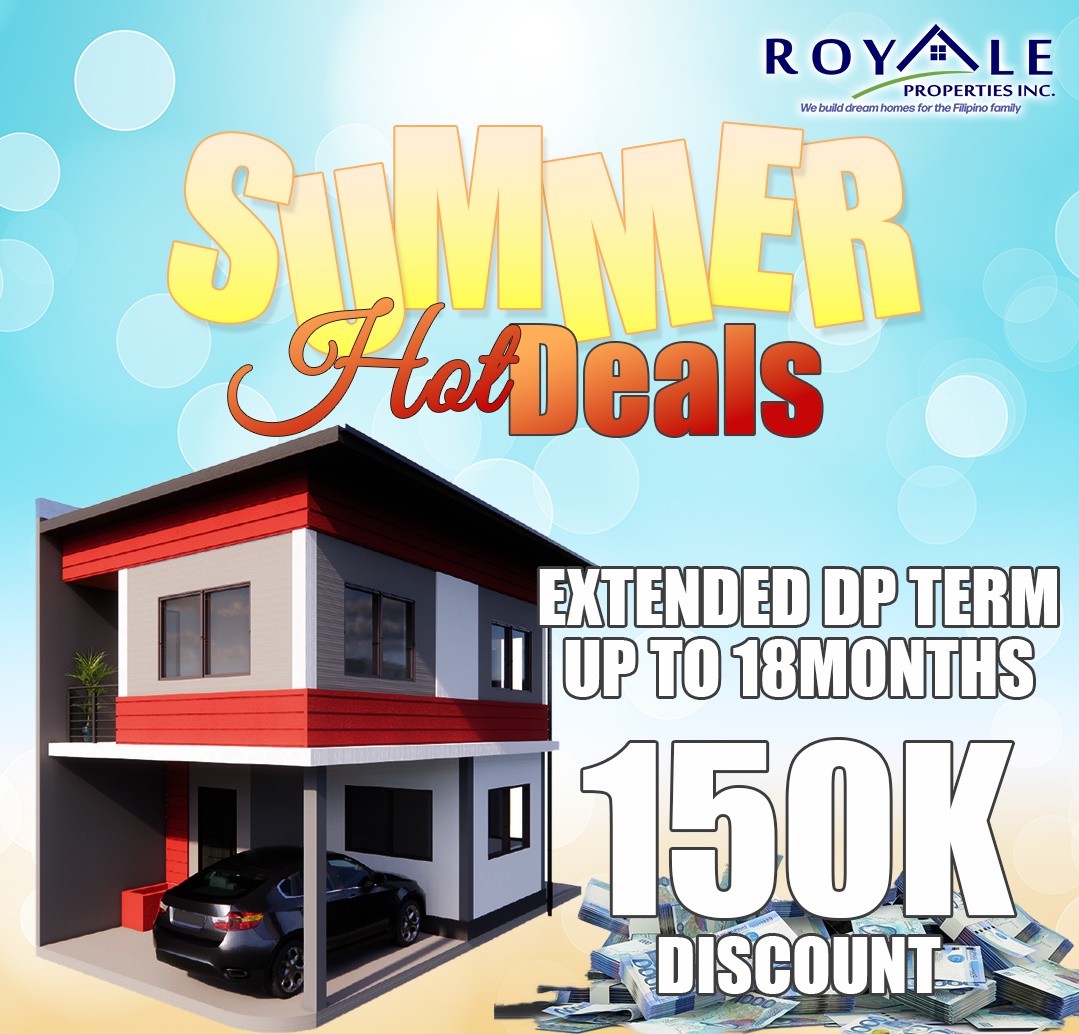 ROYALE
PROPERTIES INC.
We build dream homes for the Filipino family
SUMMER
Hot Deals
EXTENDED DP TERM
UP TO 18MONTHS
150K
DISCOUNT